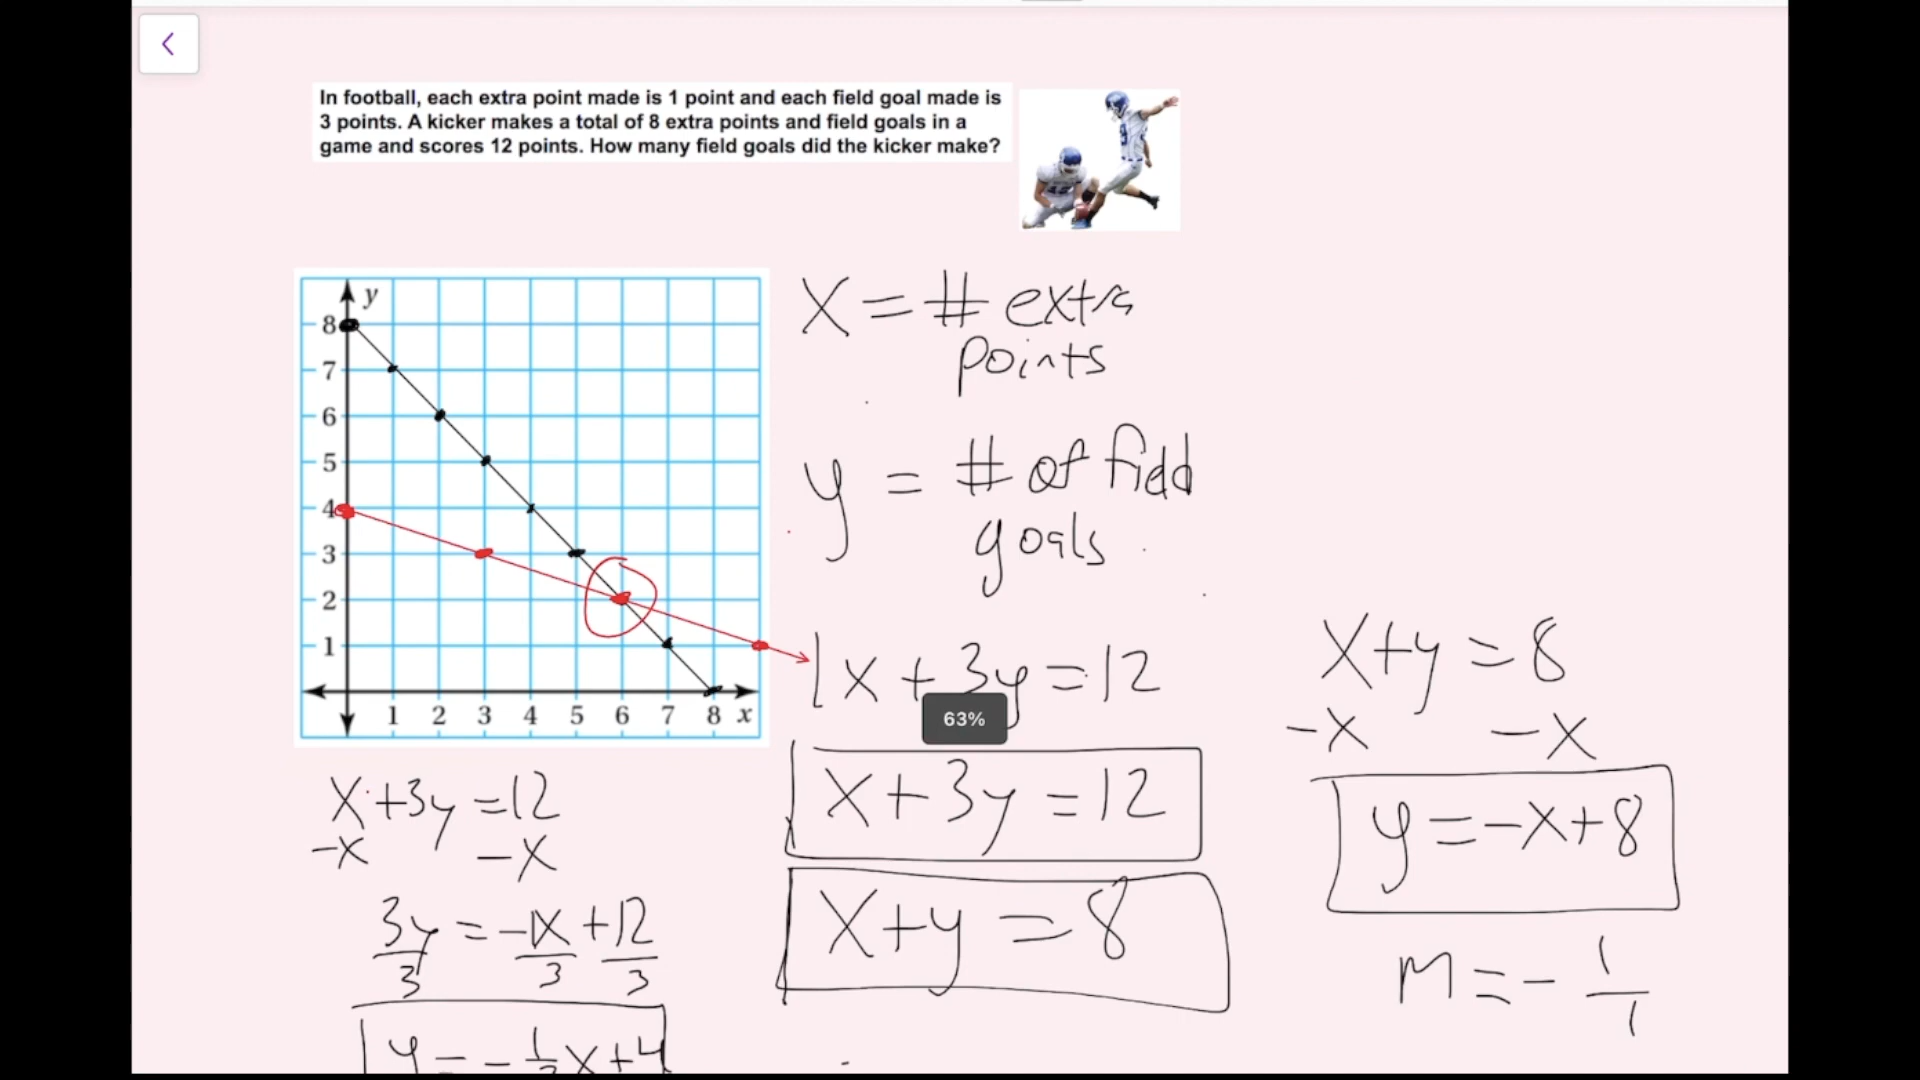 In football, each extra point made is 1 point and each field goal made is
3 points. A kicker makes a total of 8 extra points and field goals in a
game and scores 12 points. How many field goals did the kicker make?
y
8
7
6
5
4
3
2
1
1 2 3 4 5 6 7 8 x
x = # extra
points
y = # of field
goals
1x + 3y = 12
63%
x + 3y = 12
x + y = 8
x + y = 8
-x -x
y = -x + 8
m = - 1/1
x + 3y = 12
-x -x
3y/3 = -1x/3 + 12/3
y = - 1/3 x + 4